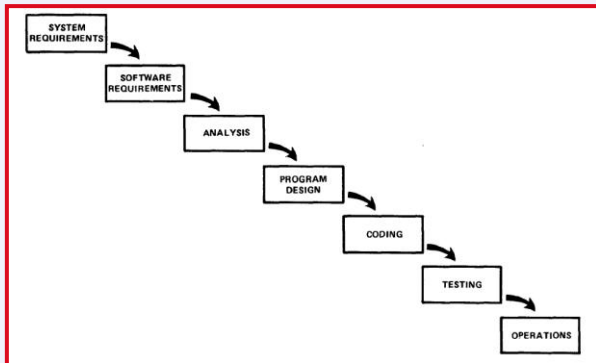 SYSTEM
REQUIREMENTS
SOFTWARE
REQUIREMENTS
ANALYSIS
PROGRAM
DESIGN
CODING
TESTING
OPERATIONS